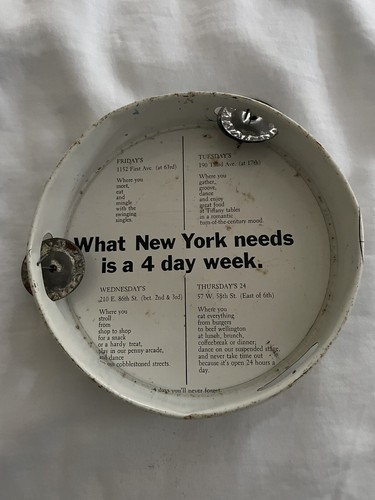 FRIDAY'S
1152 First Ave. (at 63rd)
Where you
meet,
eat
and
mingle
with the
swinging
singles.
TUESDAY'S
190 Third Ave. (at 17th)
Where you
gather,
groove,
dance
and enjoy
great food
at Tiffany tables
in a romantic
turn-of-the-century mood.
What New York needs
is a 4 day week.
WEDNESDAY'S
210 E. 86th St. (bet. 2nd & 3rd)
Where you
stroll
from
shop to shop
for a snack
or a hardy treat,
play in our penny arcade,
and dance
cobblestoned streets.
THURSDAY'S 24
57 W. 58th St. (East of 6th)
Where you
eat everything
from burgers
to beef wellington
at lunch, brunch,
coffeebreak or dinner;
dance on our suspended stage,
and never take time out
because it's open 24 hours a
day.
4 days you'll never forget.